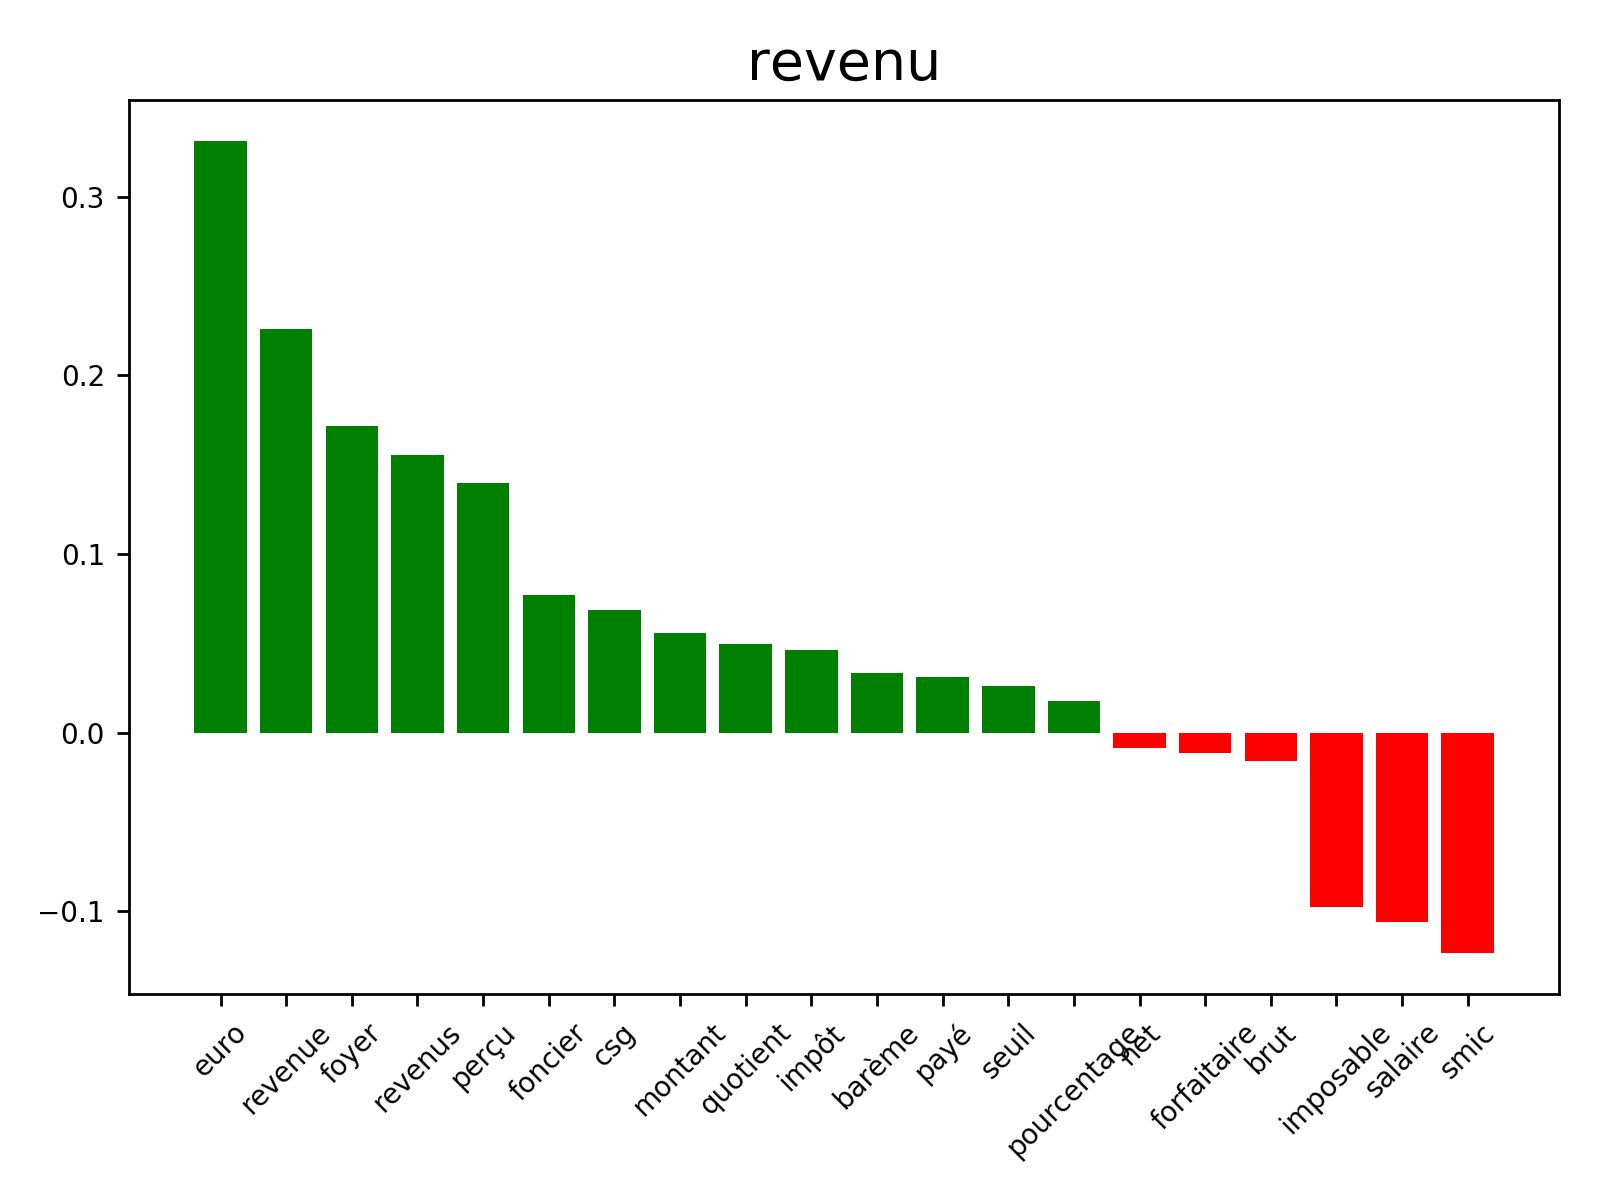 revenu
0.3
0.2
0.1
0.0
−0.1
euro
revenue
foyer
revenus
perçu
foncier
csg
montant
quotient
impôt
barème
payé
seuil
pourcentage
net
forfaitaire
brut
imposable
salaire
smic